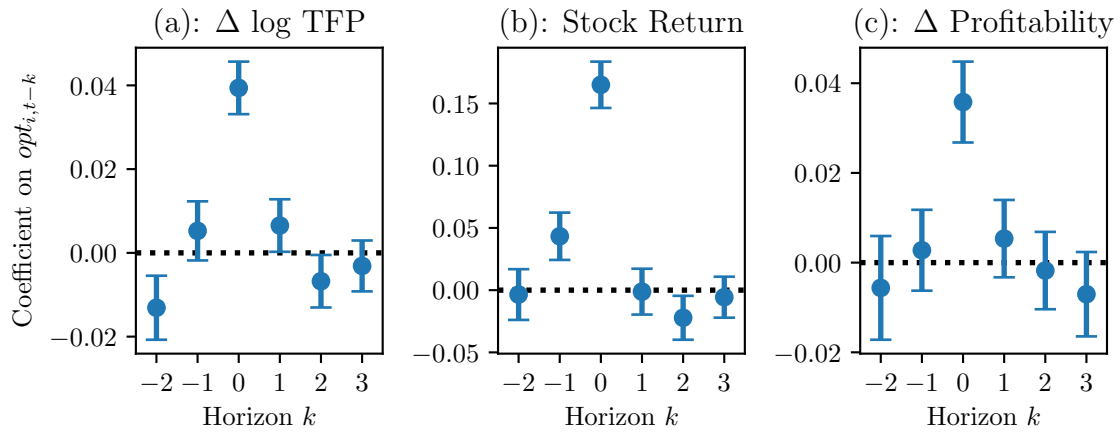 (a): Δ log TFP
(b): Stock Return
(c): Δ Profitability
Coefficient on opt_{i,t−k}
0.04
0.02
0.00
−0.02
−2 −1 0 1 2 3
Horizon k
0.15
0.10
0.05
0.00
−0.05
−2 −1 0 1 2 3
Horizon k
0.04
0.02
0.00
−0.02
−2 −1 0 1 2 3
Horizon k